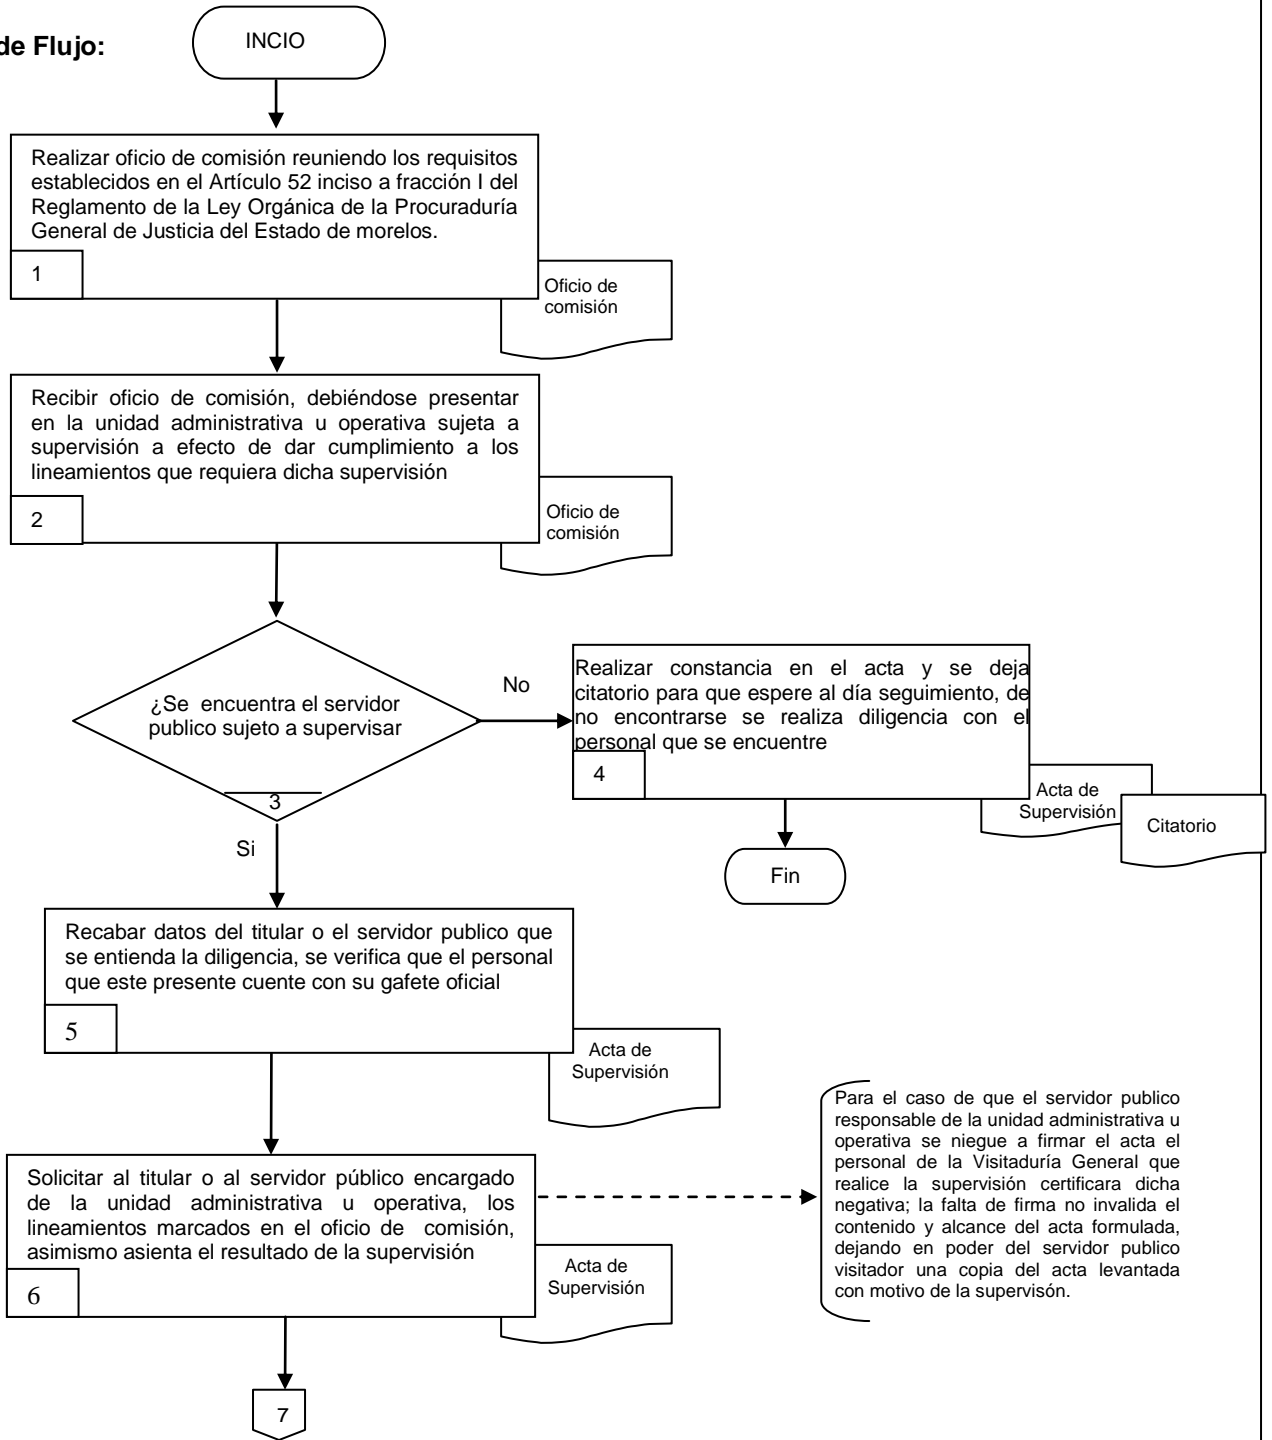 de Flujo:
INCIO
Realizar oficio de comisión reuniendo los requisitos
establecidos en el Artículo 52 inciso a fracción I del
Reglamento de la Ley Orgánica de la Procuraduría
General de Justicia del Estado de morelos.
1
Oficio de
comisión
Recibir oficio de comisión, debiéndose presentar
en la unidad administrativa u operativa sujeta a
supervisión a efecto de dar cumplimiento a los
lineamientos que requiera dicha supervisión
2
Oficio de
comisión
¿Se encuentra el servidor
publico sujeto a supervisar
3
No
Realizar constancia en el acta y se deja
citatorio para que espere al día seguimiento, de
no encontrarse se realiza diligencia con el
personal que se encuentre
4
Acta de
Supervisión
Citatorio
Fin
Si
Recabar datos del titular o el servidor publico que
se entienda la diligencia, se verifica que el personal
que este presente cuente con su gafete oficial
5
Acta de
Supervisión
Solicitar al titular o al servidor público encargado
de la unidad administrativa u operativa, los
lineamientos marcados en el oficio de comisión,
asimismo asienta el resultado de la supervisión
6
Acta de
Supervisión
Para el caso de que el servidor publico
responsable de la unidad administrativa u
operativa se niegue a firmar el acta el
personal de la Visitaduría General que
realice la supervisión certificara dicha
negativa; la falta de firma no invalida el
contenido y alcance del acta formulada,
dejando en poder del servidor publico
visitador una copia del acta levantada
con motivo de la supervisón.
7